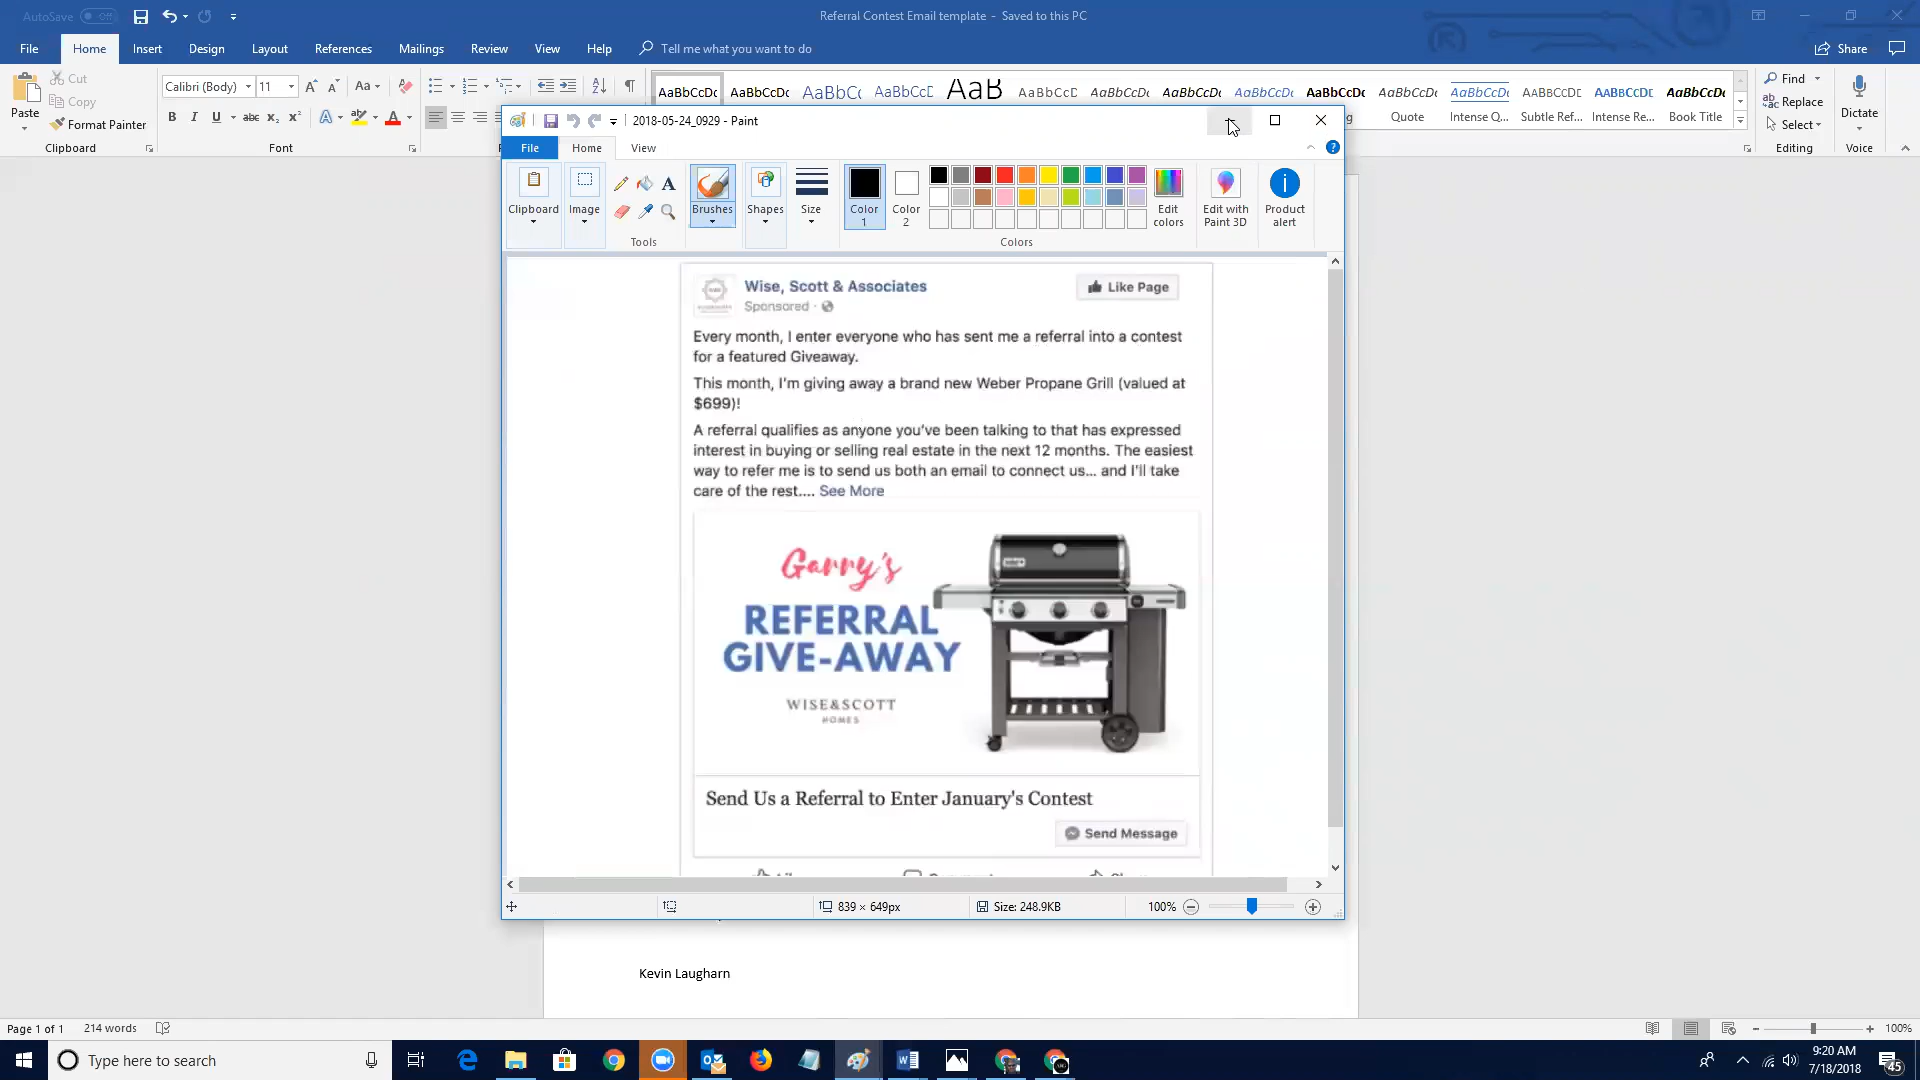 AutoSave Off
Referral Contest Email template - Saved to this PC
File Home Insert Design Layout References Mailings Review View Help Tell me what you want to do
Share
Paste
Cut
Copy
Format Painter
Clipboard
Calibri (Body) 11
Font
Quote
Intense Q...
Subtle Ref...
Intense Re...
Book Title
Find
Replace
Select
Editing
Dictate
Voice
2018-05-24_0929 - Paint
File Home View
Clipboard
Image
Tools
Brushes
Shapes
Size
Color 1
Color 2
Colors
Edit colors
Edit with Paint 3D
Product alert
Wise, Scott & Associates
Sponsored
Like Page
Every month, I enter everyone who has sent me a referral into a contest
for a featured Giveaway.
This month, I'm giving away a brand new Weber Propane Grill (valued at
$699)!
A referral qualifies as anyone you've been talking to that has expressed
interest in buying or selling real estate in the next 12 months. The easiest
way to refer me is to send us both an email to connect us... and I'll take
care of the rest.... See More
Garry's
REFERRAL
GIVE-AWAY
WISE&SCOTT
HOMES
Send Us a Referral to Enter January's Contest
Send Message
839 × 649px
Size: 248.9KB
100%
Kevin Laugharn
Page 1 of 1 214 words
100%
Type here to search
9:20 AM
7/18/2018
45